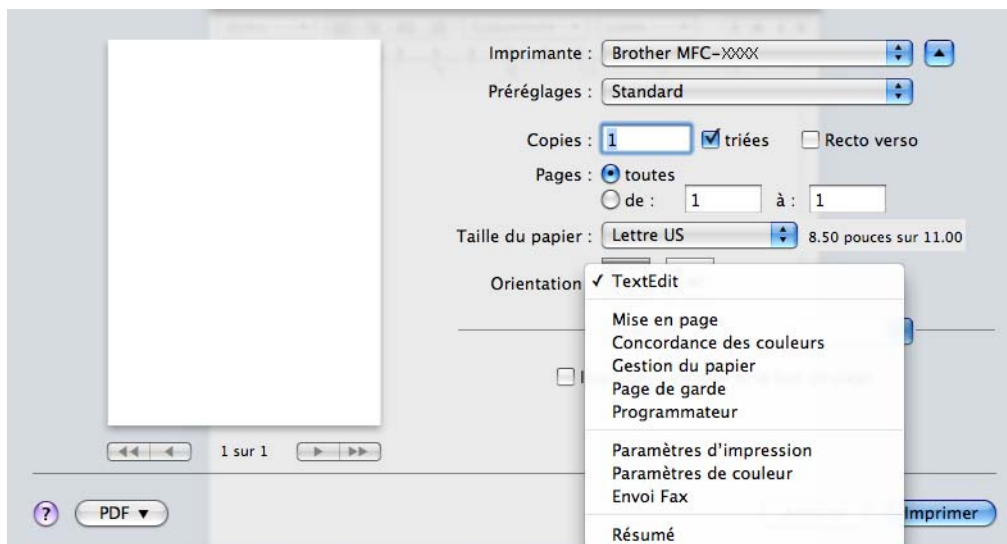 Imprimante : Brother MFC-XXXX
Préréglages : Standard
Copies : 1 triées Recto verso
Pages : toutes
de : 1 à : 1
Taille du papier : Lettre US 8.50 pouces sur 11.00
Orientation ✓ TextEdit
Mise en page
Concordance des couleurs
Gestion du papier
Page de garde
Programmateur
1 sur 1
Paramètres d'impression
Paramètres de couleur
Envoi Fax
? PDF ▼ Imprimer
Résumé